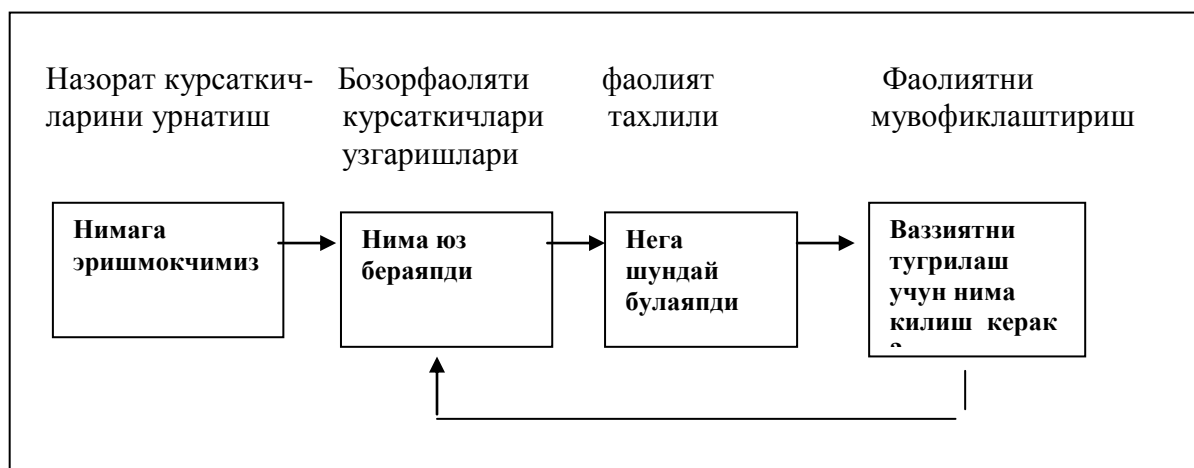 Назорат курсаткич-
ларини урнатиш
Бозорфаоляти
курсаткичлари
узгаришлари
фаолият
тахлили
Фаолиятни
мувофиклаштириш
Нимага
эришмокчимиз
Нима юз
бераяпди
Нега
шундай
булаяпди
Ваззиятни
тугрилаш
учун нима
килиш керак